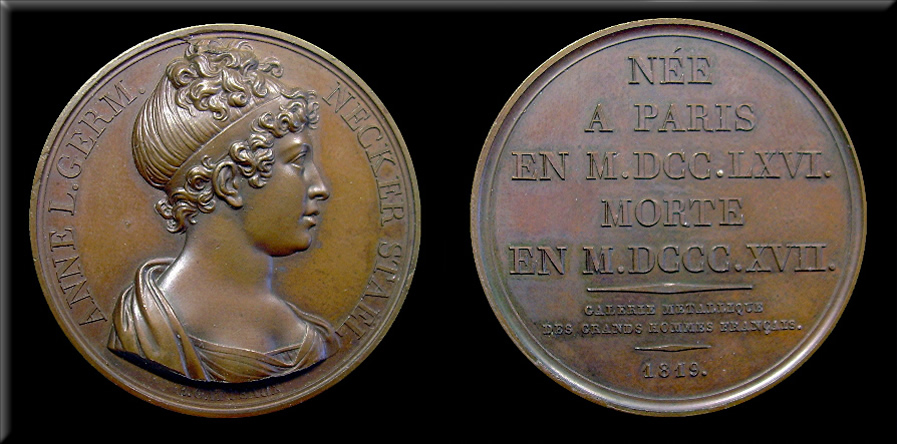 ANNE L.GERM. NECKER STAEL
NÉE
A PARIS
EN M.DCC.LXVI.
MORTE
EN M.DCCC.XVII.
GALERIE METALLIQUE
DES GRANDS HOMMES FRANÇAIS.
1819.